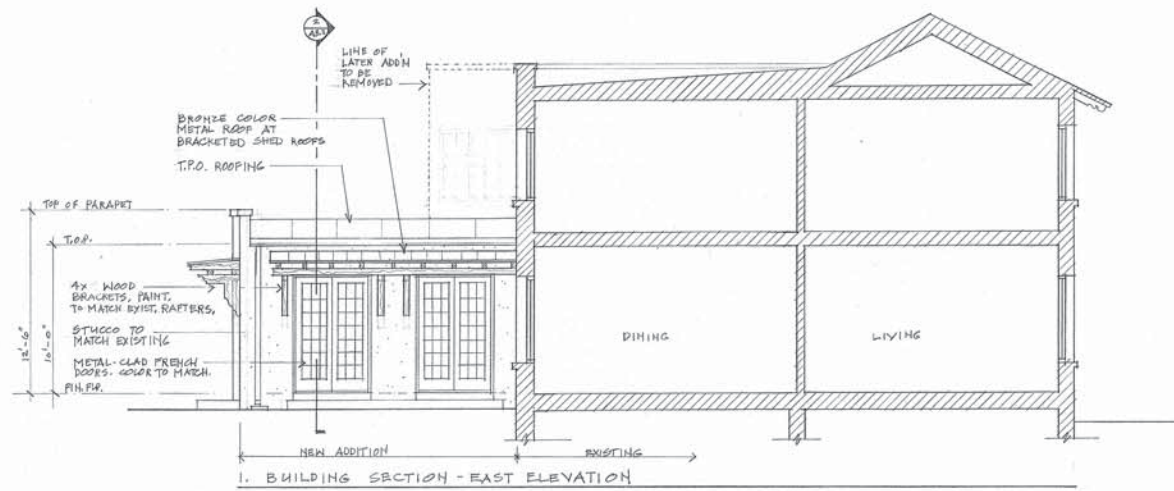 2
LINE OF
LATER ADD'N
TO BE
REMOVED
BRONZE COLOR
METAL ROOF AT
BRACKETED SHED ROOFS
T.P.O. ROOFING
TOP OF PARAPET
T.O.P.
4x WOOD
BRACKETS, PAINT.
TO MATCH EXIST. RAFTERS.
STUCCO TO
MATCH EXISTING
METAL-CLAD FRENCH
DOORS. COLOR TO MATCH.
FIN. FLR.
12'-6"
10'-0"
DINING
LIVING
NEW ADDITION
EXISTING
1. BUILDING SECTION - EAST ELEVATION